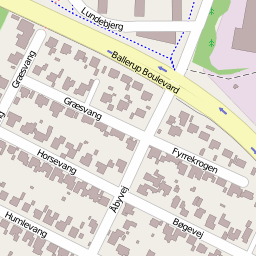 Lundebjerg
Græsvang
Ballerup Boulevard
Græsvang
Fyrrekrogen
Horsevang
Åbyvej
Humlevang
Bøgevej